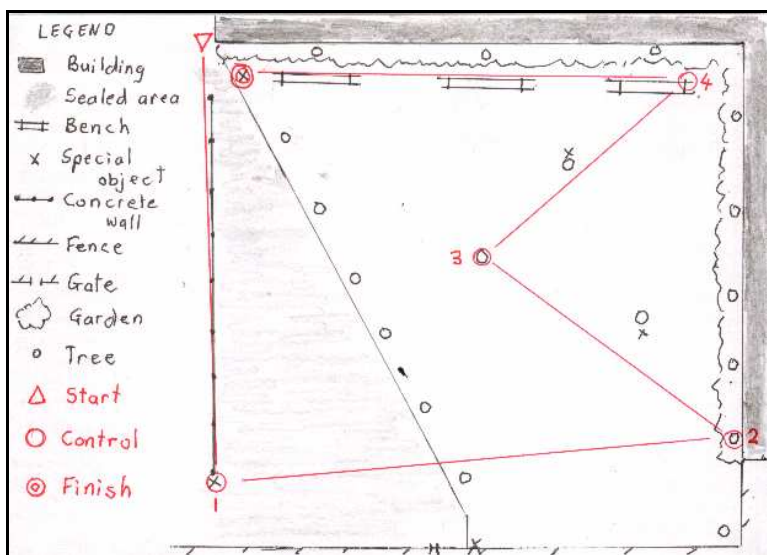 LEGEND
Building
Sealed area
Bench
x Special
object
Concrete
wall
Fence
Gate
Garden
Tree
Start
Control
Finish
4
3
2
1